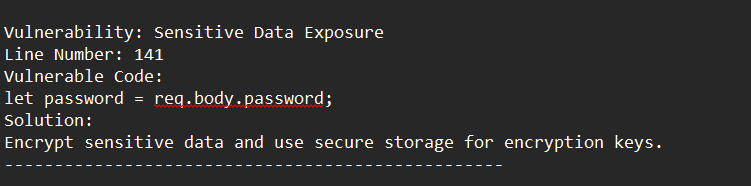 Vulnerability: Sensitive Data Exposure
Line Number: 141
Vulnerable Code:
let password = req.body.password;
Solution:
Encrypt sensitive data and use secure storage for encryption keys.
--------------------------------------------------